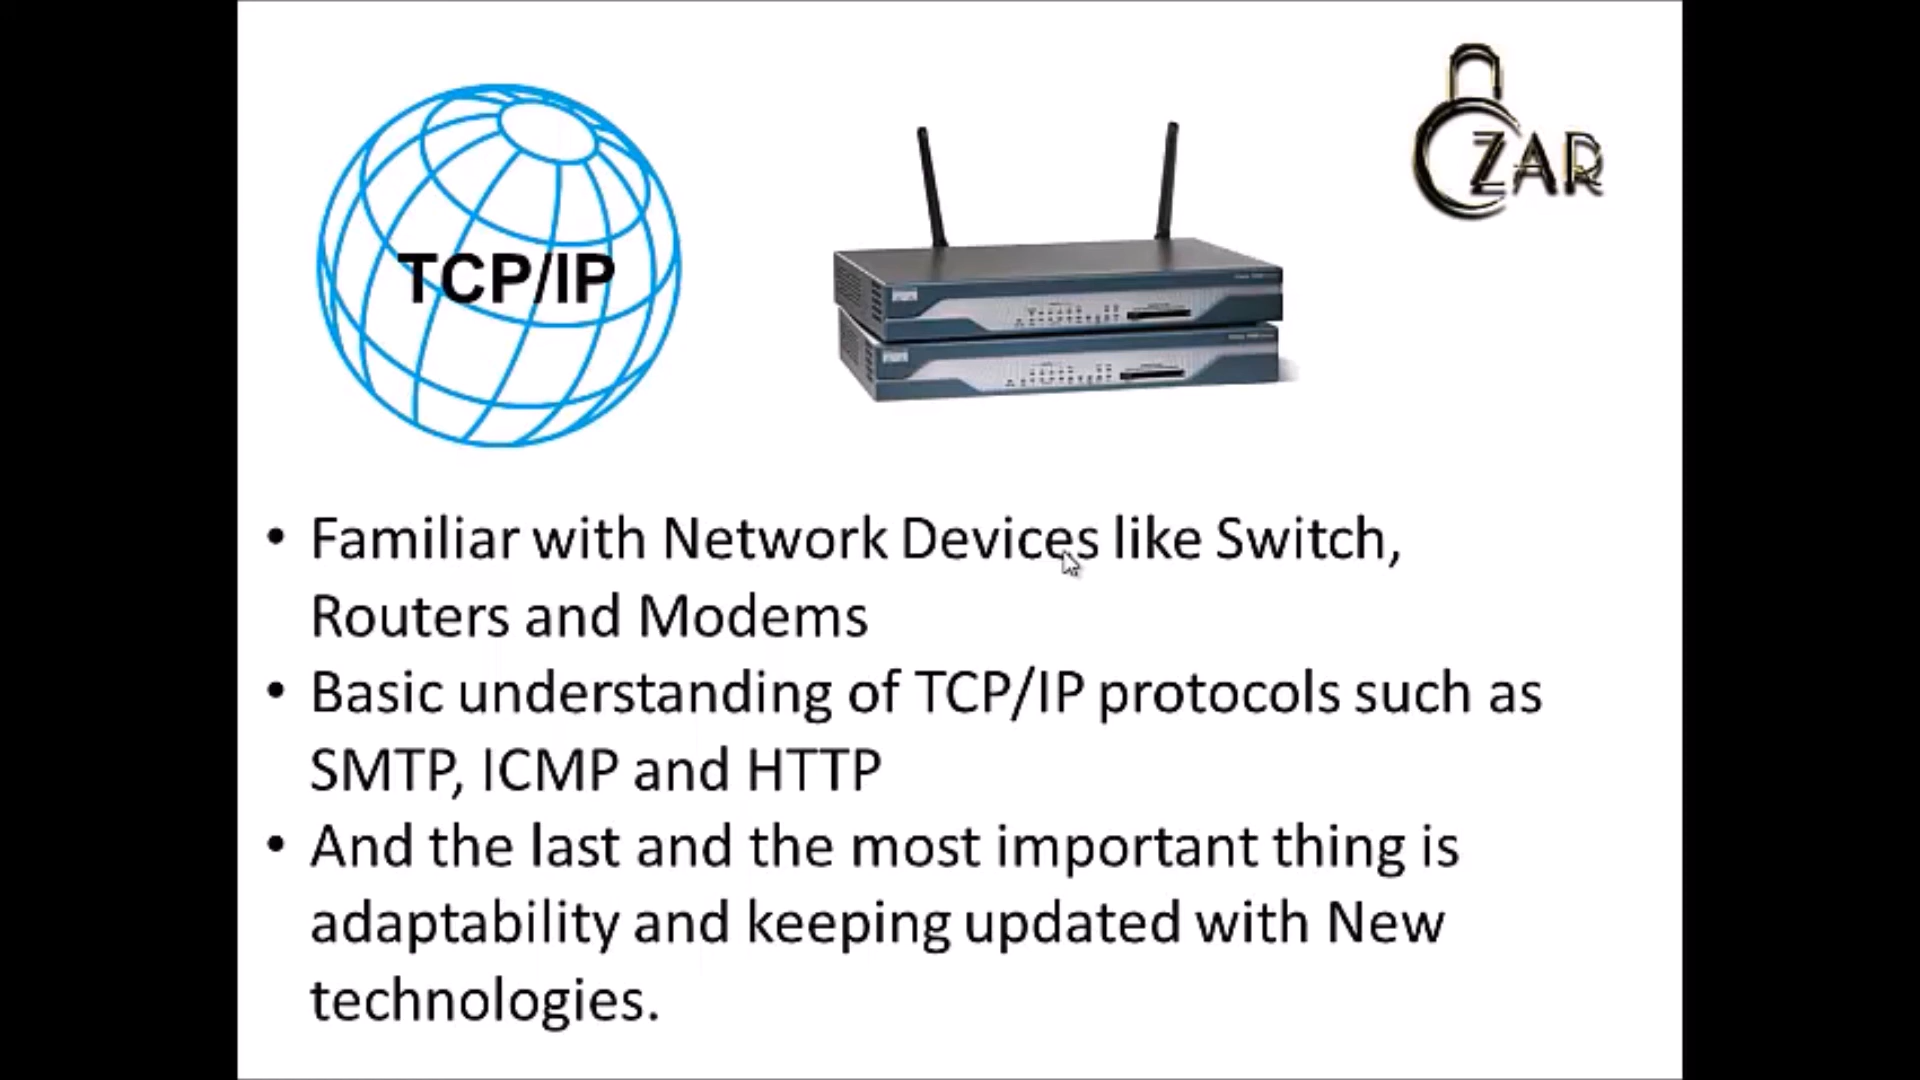 TCP/IP
CZAR
• Familiar with Network Devices like Switch,
Routers and Modems
• Basic understanding of TCP/IP protocols such as
SMTP, ICMP and HTTP
• And the last and the most important thing is
adaptability and keeping updated with New
technologies.